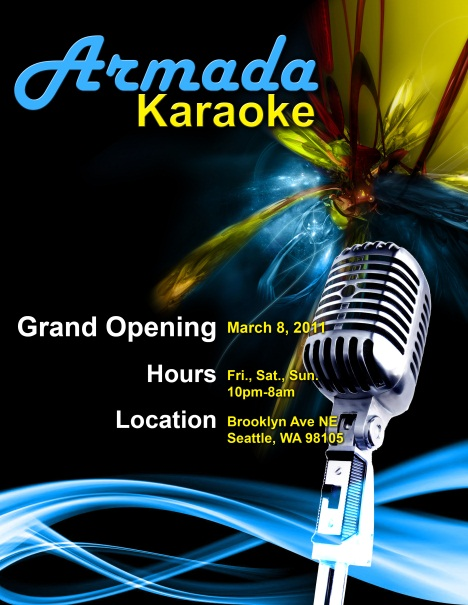 Armada
Karaoke
Grand Opening March 8, 2011
Hours Fri., Sat., Sun.
10pm-8am
Location Brooklyn Ave NE
Seattle, WA 98105